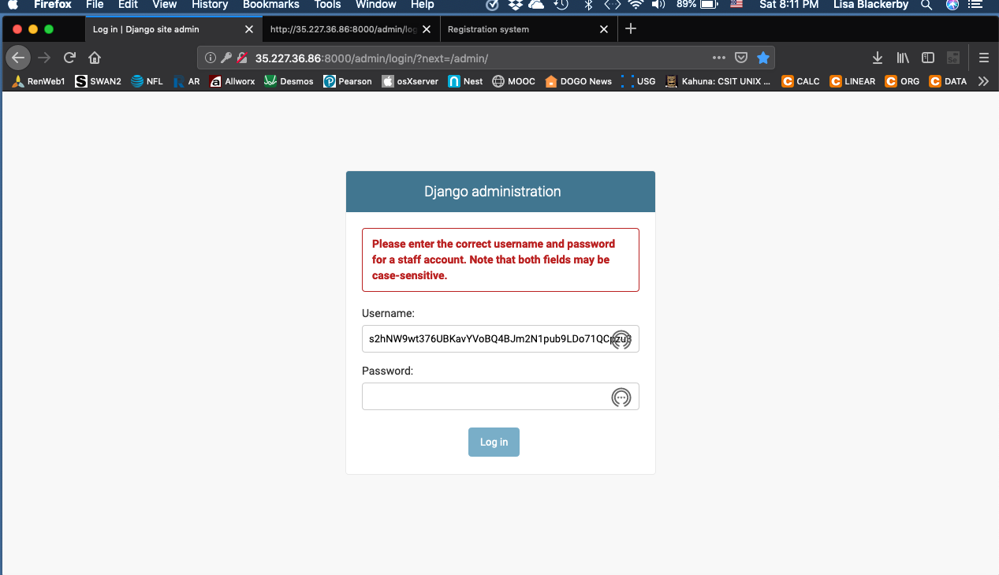 Firefox File Edit View History Bookmarks Tools Window Help 89% Sat 8:11 PM Lisa Blackerby
Log in | Django site admin http://35.227.36.86:8000/admin/log Registration system
35.227.36.86:8000/admin/login/?next=/admin/
RenWeb1 SWAN2 NFL AR Allworx Desmos Pearson osXserver Nest MOOC DOGO News USG Kahuna: CSIT UNIX ... CALC LINEAR ORG DATA
Django administration
Please enter the correct username and password
for a staff account. Note that both fields may be
case-sensitive.
Username:
s2hNW9wt376UBKavYVoBQ4BJm2N1pub9LDo71QCpzu8
Password:
Log in